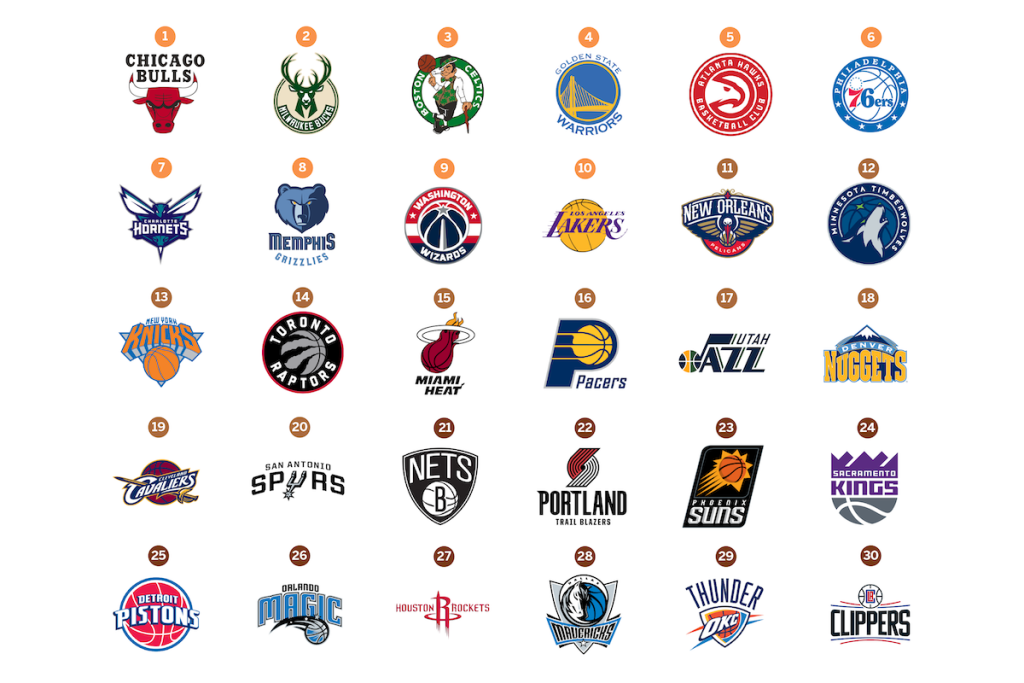 1 2 3 4 5 6
CHICAGO
BULLS
MILWAUKEE BUCKS
BOSTON
CELTICS
GOLDEN STATE
WARRIORS
ATLANTA HAWKS
BASKETBALL CLUB
PHILADELPHIA
76ers
7 8 9 10 11 12
CHARLOTTE
HORNETS
MEMPHIS
GRIZZLIES
WASHINGTON
WIZARDS
LOS ANGELES
LAKERS
NEW ORLEANS
PELICANS
MINNESOTA TIMBERWOLVES
13 14 15 16 17 18
NEW YORK
KNICKS
TORONTO
RAPTORS
MIAMI
HEAT
P
Pacers
UTAH
JAZZ
DENVER
NUGGETS
19 20 21 22 23 24
CLEVELAND
CAVALIERS
SAN ANTONIO
SPURS
NETS
B
PORTLAND
TRAIL BLAZERS
PHOENIX
SUNS
SACRAMENTO
KINGS
25 26 27 28 29 30
DETROIT
PISTONS
ORLANDO
MAGIC
HOUSTON R ROCKETS
DALLAS
MAVERICKS
THUNDER
OKC
LAC
CLIPPERS